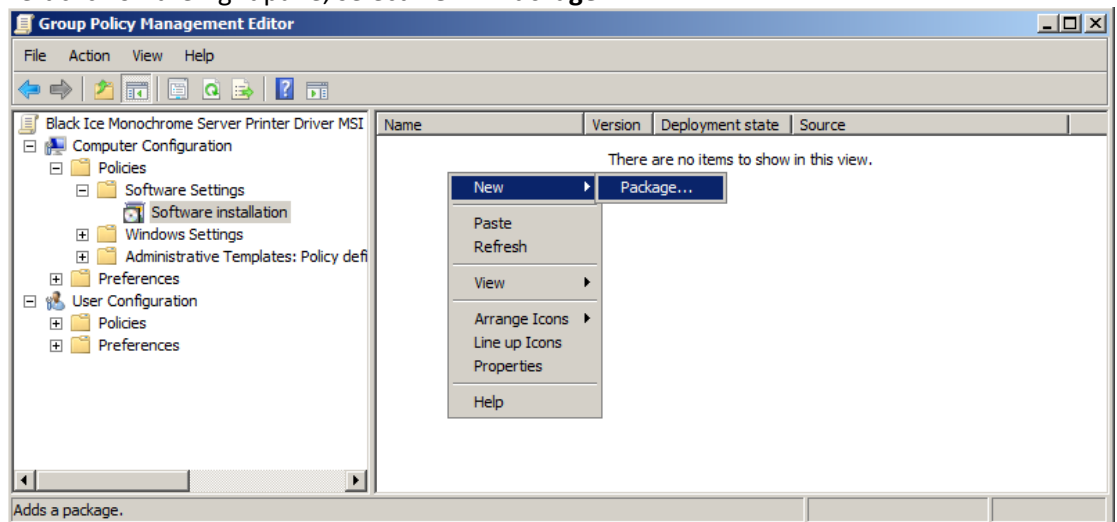 Group Policy Management Editor
File Action View Help
Black Ice Monochrome Server Printer Driver MSI
Computer Configuration
Policies
Software Settings
Software installation
Windows Settings
Administrative Templates: Policy defi
Preferences
User Configuration
Policies
Preferences
Name Version Deployment state Source
There are no items to show in this view.
New Package...
Paste
Refresh
View
Arrange Icons
Line up Icons
Properties
Help
Adds a package.